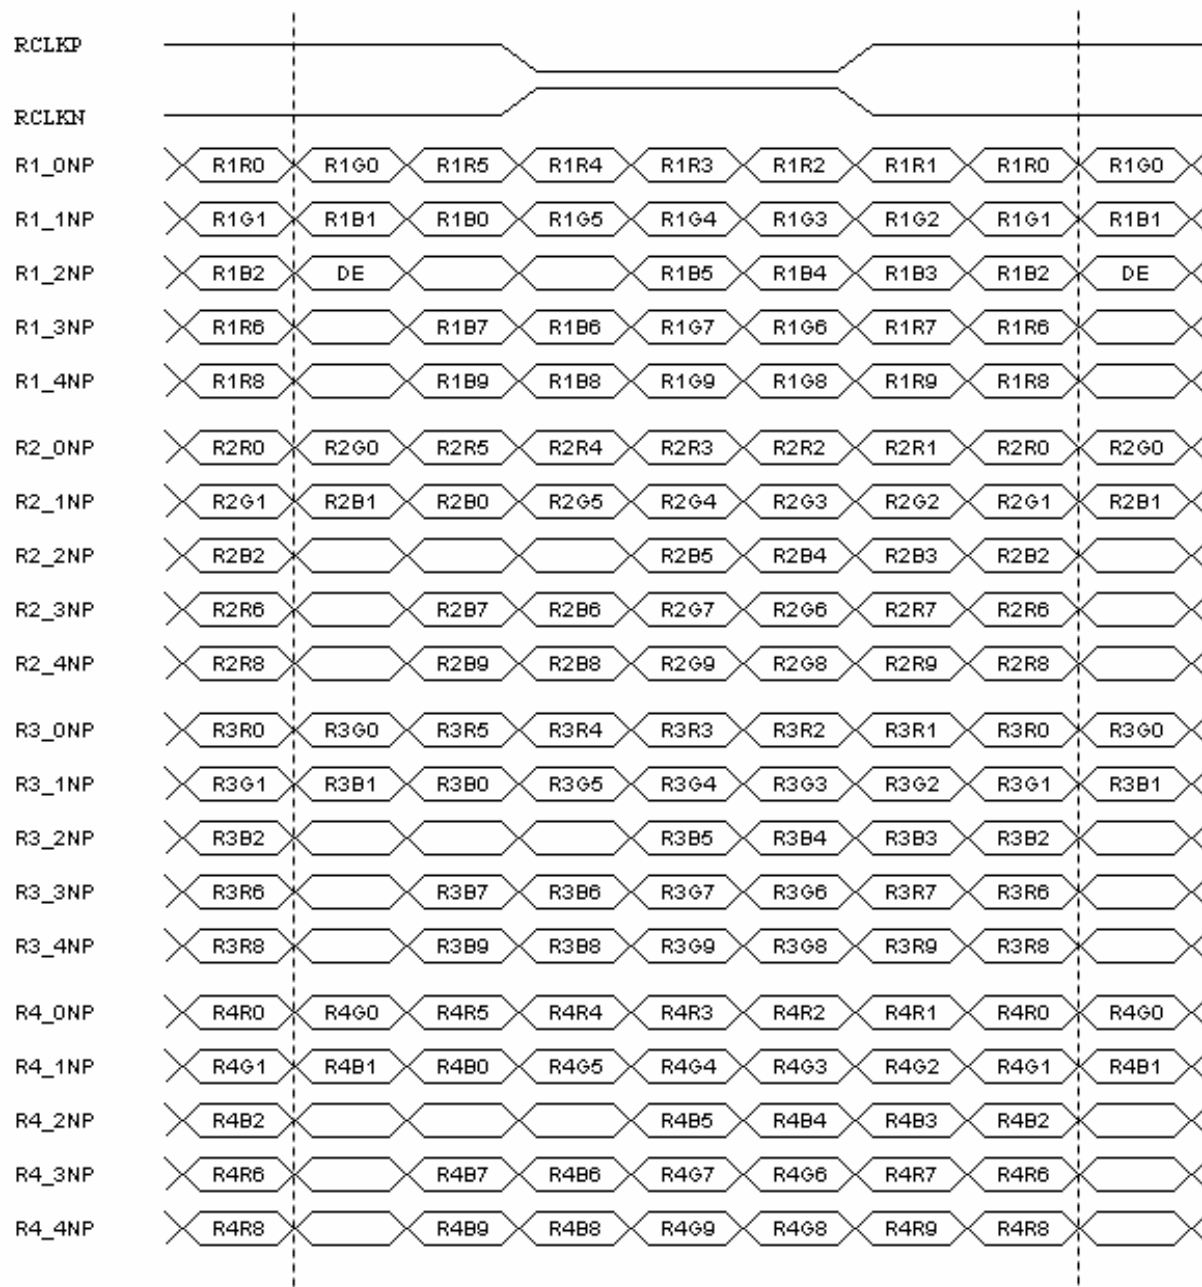 RCLKP
RCLKN
R1_0NP R1R0 R1G0 R1R5 R1R4 R1R3 R1R2 R1R1 R1R0 R1G0
R1_1NP R1G1 R1B1 R1B0 R1G5 R1G4 R1G3 R1G2 R1G1 R1B1
R1_2NP R1B2 DE R1B5 R1B4 R1B3 R1B2 DE
R1_3NP R1R6 R1B7 R1B6 R1G7 R1G6 R1R7 R1R6
R1_4NP R1R8 R1B9 R1B8 R1G9 R1G8 R1R9 R1R8
R2_0NP R2R0 R2G0 R2R5 R2R4 R2R3 R2R2 R2R1 R2R0 R2G0
R2_1NP R2G1 R2B1 R2B0 R2G5 R2G4 R2G3 R2G2 R2G1 R2B1
R2_2NP R2B2 R2B5 R2B4 R2B3 R2B2
R2_3NP R2R6 R2B7 R2B6 R2G7 R2G6 R2R7 R2R6
R2_4NP R2R8 R2B9 R2B8 R2G9 R2G8 R2R9 R2R8
R3_0NP R3R0 R3G0 R3R5 R3R4 R3R3 R3R2 R3R1 R3R0 R3G0
R3_1NP R3G1 R3B1 R3B0 R3G5 R3G4 R3G3 R3G2 R3G1 R3B1
R3_2NP R3B2 R3B5 R3B4 R3B3 R3B2
R3_3NP R3R6 R3B7 R3B6 R3G7 R3G6 R3R7 R3R6
R3_4NP R3R8 R3B9 R3B8 R3G9 R3G8 R3R9 R3R8
R4_0NP R4R0 R4G0 R4R5 R4R4 R4R3 R4R2 R4R1 R4R0 R4G0
R4_1NP R4G1 R4B1 R4B0 R4G5 R4G4 R4G3 R4G2 R4G1 R4B1
R4_2NP R4B2 R4B5 R4B4 R4B3 R4B2
R4_3NP R4R6 R4B7 R4B6 R4G7 R4G6 R4R7 R4R6
R4_4NP R4R8 R4B9 R4B8 R4G9 R4G8 R4R9 R4R8